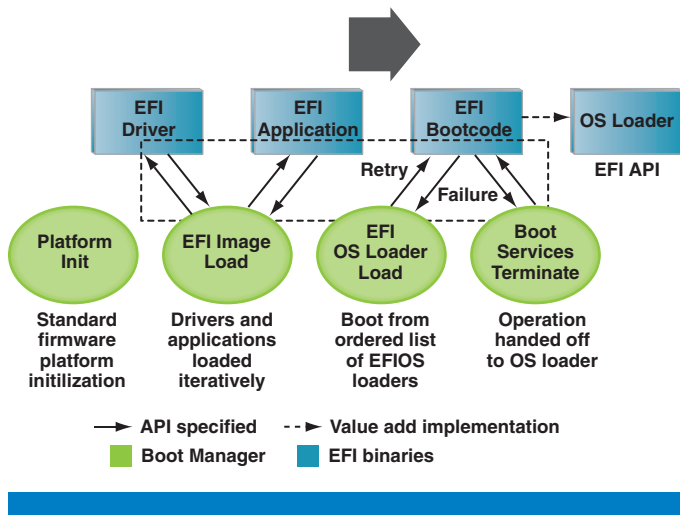 EFI
Driver
EFI
Application
EFI
Bootcode
OS Loader
EFI API
Retry
Failure
Platform
Init
EFI Image
Load
EFI
OS Loader
Load
Boot
Services
Terminate
Standard
firmware
platform
initilization
Drivers and
applications
loaded
iteratively
Boot from
ordered list
of EFIOS
loaders
Operation
handed off
to OS loader
API specified
Value add implementation
Boot Manager
EFI binaries